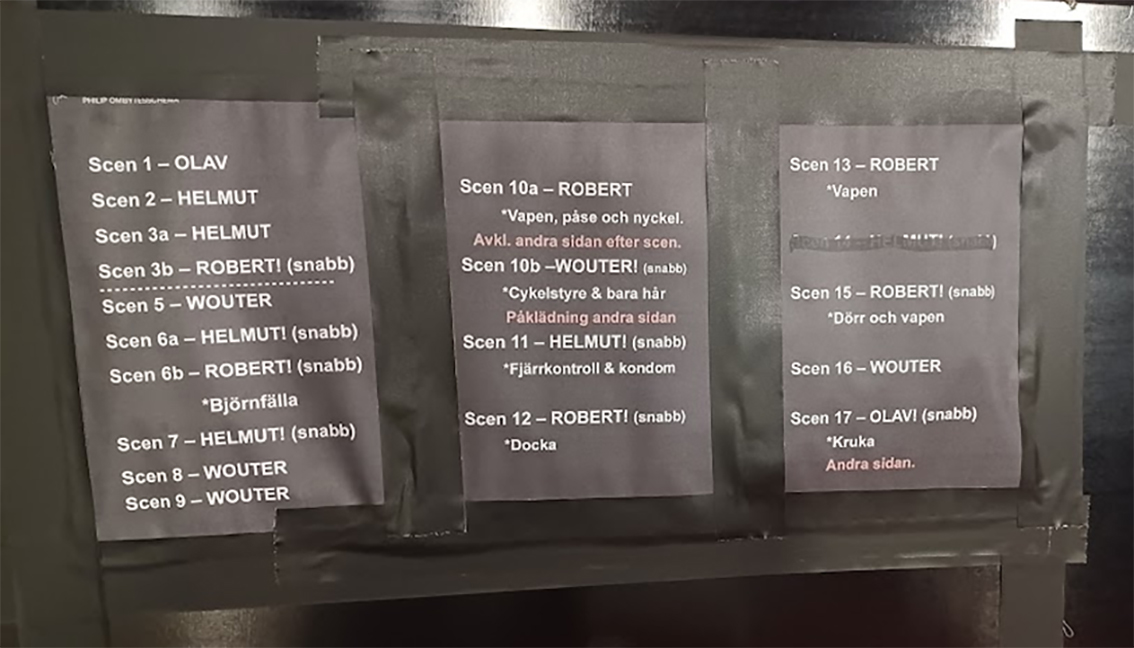 Scen 1 – OLAV
Scen 2 – HELMUT
Scen 3a – HELMUT
Scen 3b – ROBERT! (snabb)
Scen 5 – WOUTER
Scen 6a – HELMUT! (snabb)
Scen 6b – ROBERT! (snabb)
*Björnfälla
Scen 7 – HELMUT! (snabb)
Scen 8 – WOUTER
Scen 9 – WOUTER
Scen 10a – ROBERT
*Vapen, påse och nyckel.
Avkl. andra sidan efter scen.
Scen 10b –WOUTER! (snabb)
*Cykelstyre & bara hår
Påklädning andra sidan
Scen 11 – HELMUT! (snabb)
*Fjärrkontroll & kondom
Scen 12 – ROBERT! (snabb)
*Docka
Scen 13 – ROBERT
*Vapen
Scen 15 – ROBERT! (snabb)
*Dörr och vapen
Scen 16 – WOUTER
Scen 17 – OLAV! (snabb)
*Kruka
Andra sidan.